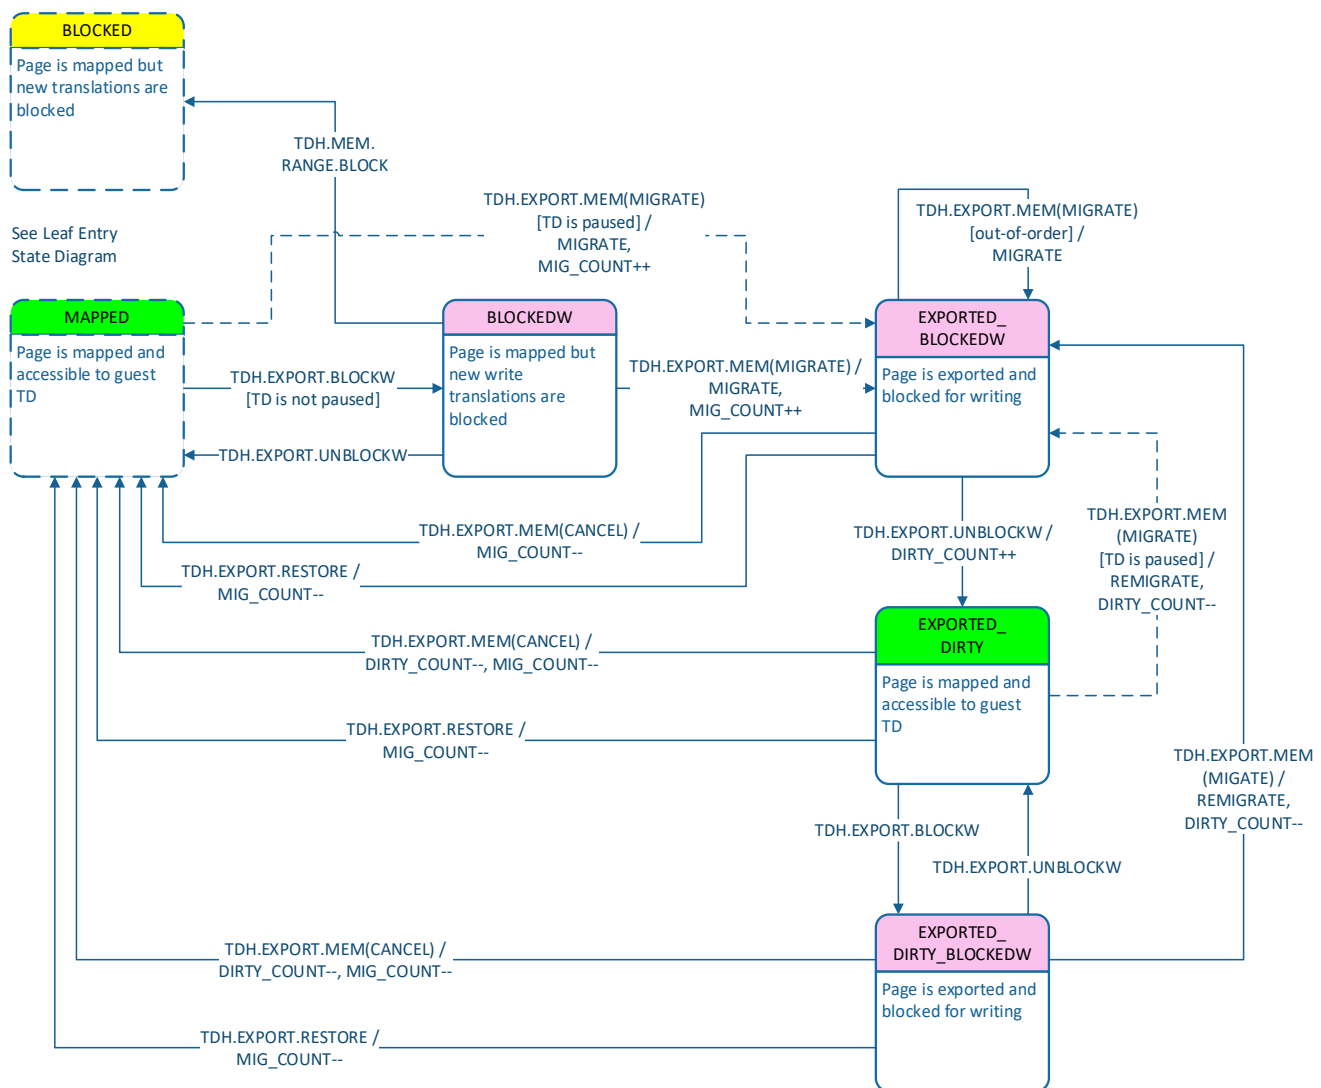 BLOCKED
Page is mapped but
new translations are
blocked
TDH.MEM.
RANGE.BLOCK
See Leaf Entry
State Diagram
TDH.EXPORT.MEM(MIGRATE)
[TD is paused] /
MIGRATE,
MIG_COUNT++
TDH.EXPORT.MEM(MIGRATE)
[out-of-order] /
MIGRATE
MAPPED
Page is mapped and
accessible to guest
TD
TDH.EXPORT.BLOCKW
[TD is not paused]
TDH.EXPORT.UNBLOCKW
BLOCKEDW
Page is mapped but
new write
translations are
blocked
TDH.EXPORT.MEM(MIGRATE) /
MIGRATE,
MIG_COUNT++
EXPORTED_
BLOCKEDW
Page is exported and
blocked for writing
TDH.EXPORT.MEM(CANCEL) /
MIG_COUNT--
TDH.EXPORT.RESTORE /
MIG_COUNT--
TDH.EXPORT.UNBLOCKW /
DIRTY_COUNT++
TDH.EXPORT.MEM
(MIGRATE)
[TD is paused] /
REMIGRATE,
DIRTY_COUNT--
TDH.EXPORT.MEM(CANCEL) /
DIRTY_COUNT--, MIG_COUNT--
EXPORTED_
DIRTY
Page is mapped and
accessible to guest
TD
TDH.EXPORT.RESTORE /
MIG_COUNT--
TDH.EXPORT.MEM
(MIGATE) /
REMIGRATE,
DIRTY_COUNT--
TDH.EXPORT.BLOCKW
TDH.EXPORT.UNBLOCKW
TDH.EXPORT.MEM(CANCEL) /
DIRTY_COUNT--, MIG_COUNT--
EXPORTED_
DIRTY_BLOCKEDW
Page is exported and
blocked for writing
TDH.EXPORT.RESTORE /
MIG_COUNT--